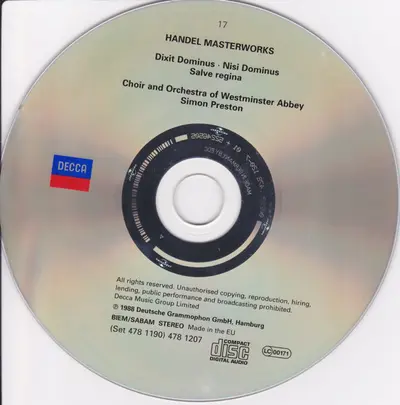 17
HANDEL MASTERWORKS
Dixit Dominus · Nisi Dominus
Salve regina
Choir and Orchestra of Westminster Abbey
Simon Preston
DECCA
All rights reserved. Unauthorised copying, reproduction, hiring,
lending, public performance and broadcasting prohibited.
Decca Music Group Limited
℗ 1988 Deutsche Grammophon GmbH, Hamburg
BIEM/SABAM STEREO Made in the EU
(Set 478 1190) 478 1207
COMPACT
disc
DIGITAL AUDIO
LC 00171